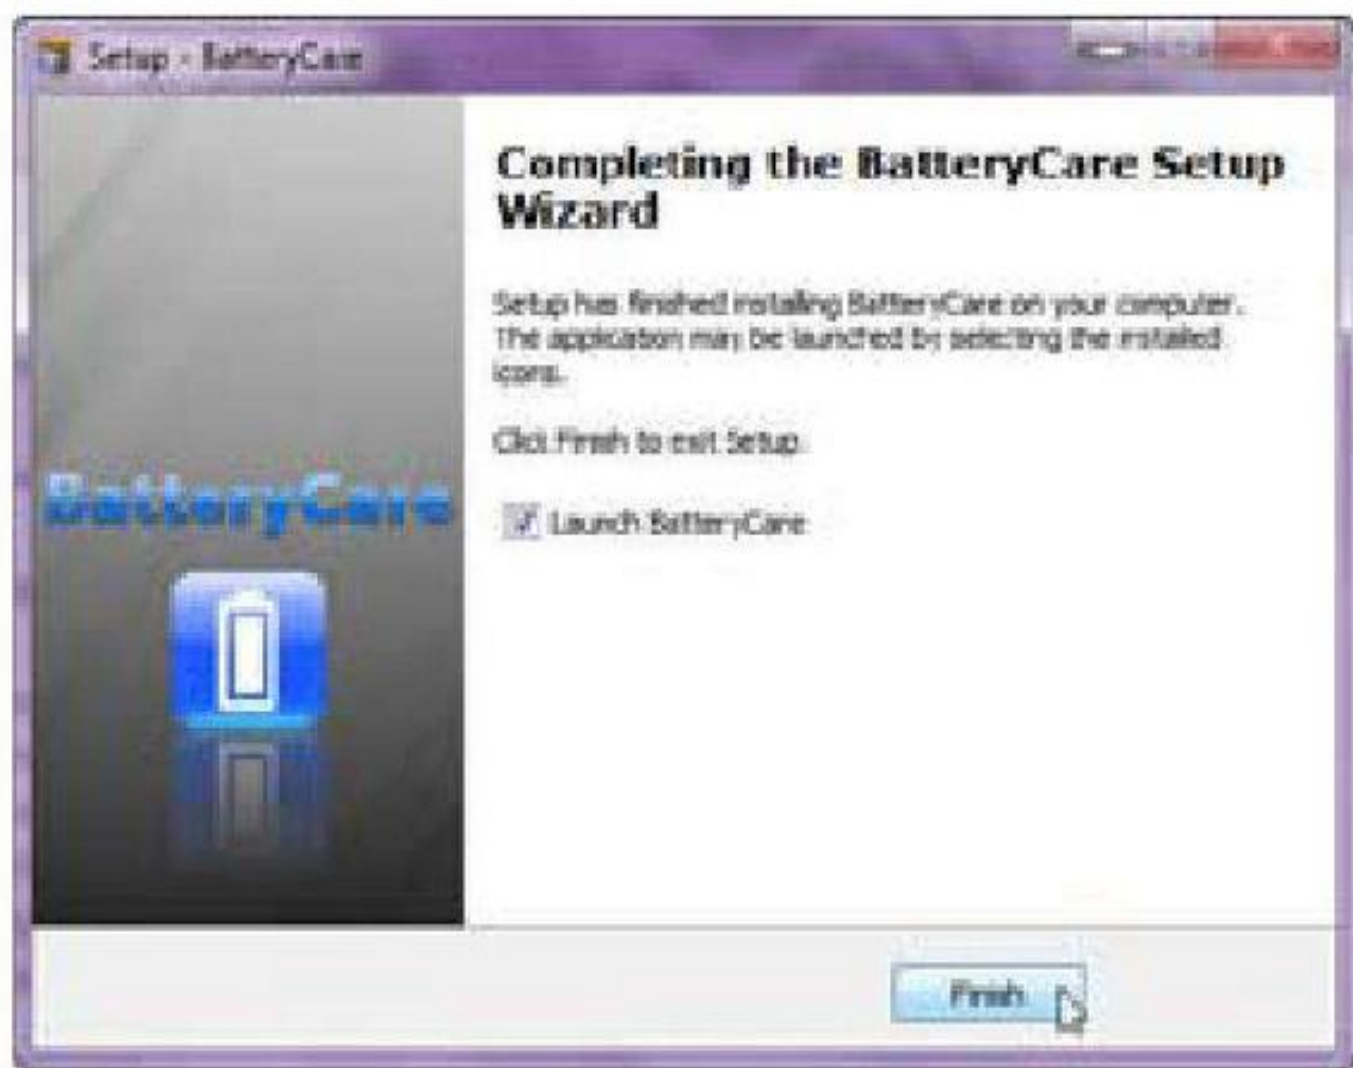 Setup - BatteryCare
Completing the BatteryCare Setup
Wizard
Setup has finished installing BatteryCare on your computer.
The application may be launched by selecting the installed
icons.
Click Finish to exit Setup.
BatteryCare
Launch BatteryCare
Finish